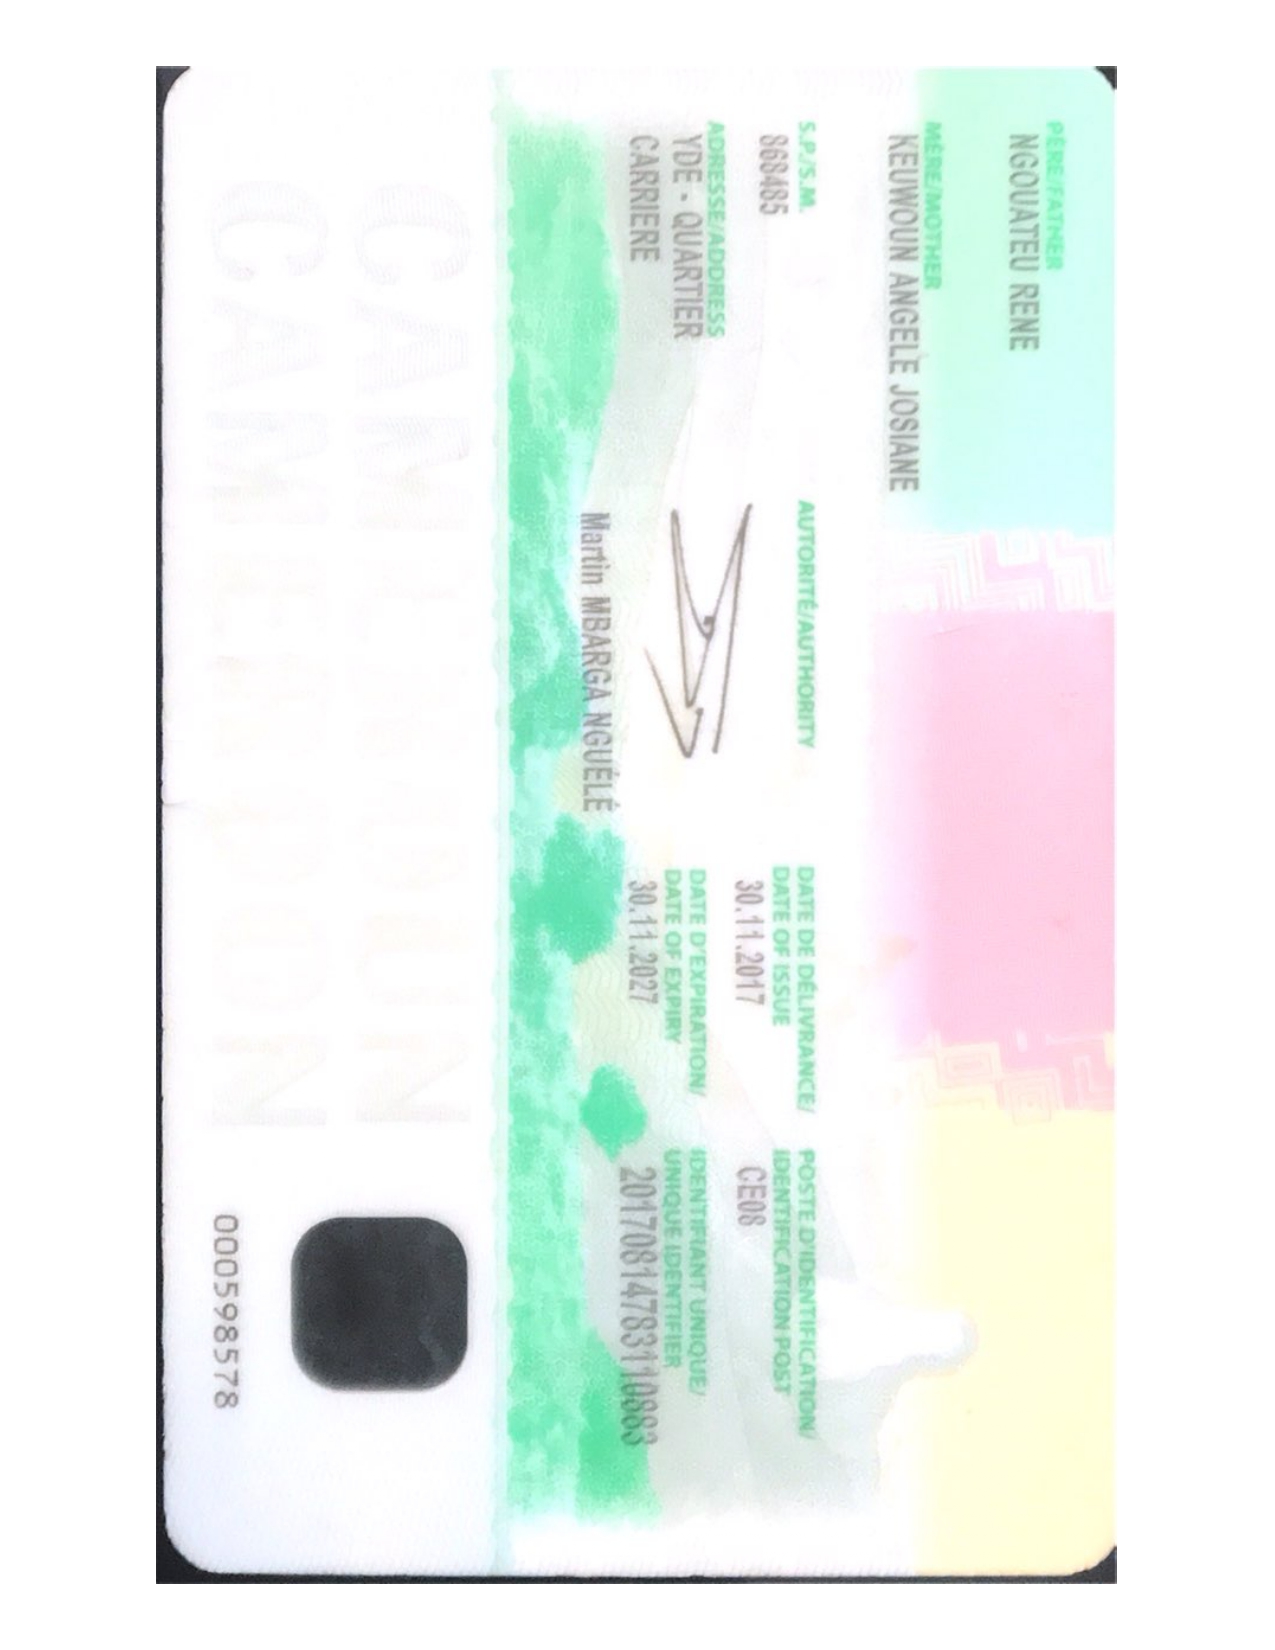 PÈRE/FATHER
NGOUATEU RENE
MÈRE/MOTHER
KEUWOUN ANGELE JOSIANE
S.P./S.M.
868485
ADRESSE/ADDRESS
YDE - QUARTIER
CARRIERE
AUTORITÉ/AUTHORITY
Martin MBARGA NGUÉLÉ
DATE DE DÉLIVRANCE/
DATE OF ISSUE
30.11.2017
DATE D'EXPIRATION/
DATE OF EXPIRY
30.11.2027
POSTE D'IDENTIFICATION/
IDENTIFICATION POST
CE08
IDENTIFIANT UNIQUE/
UNIQUE IDENTIFIER
20170814783110883
CAMEROUN
CAMEROON
000598578